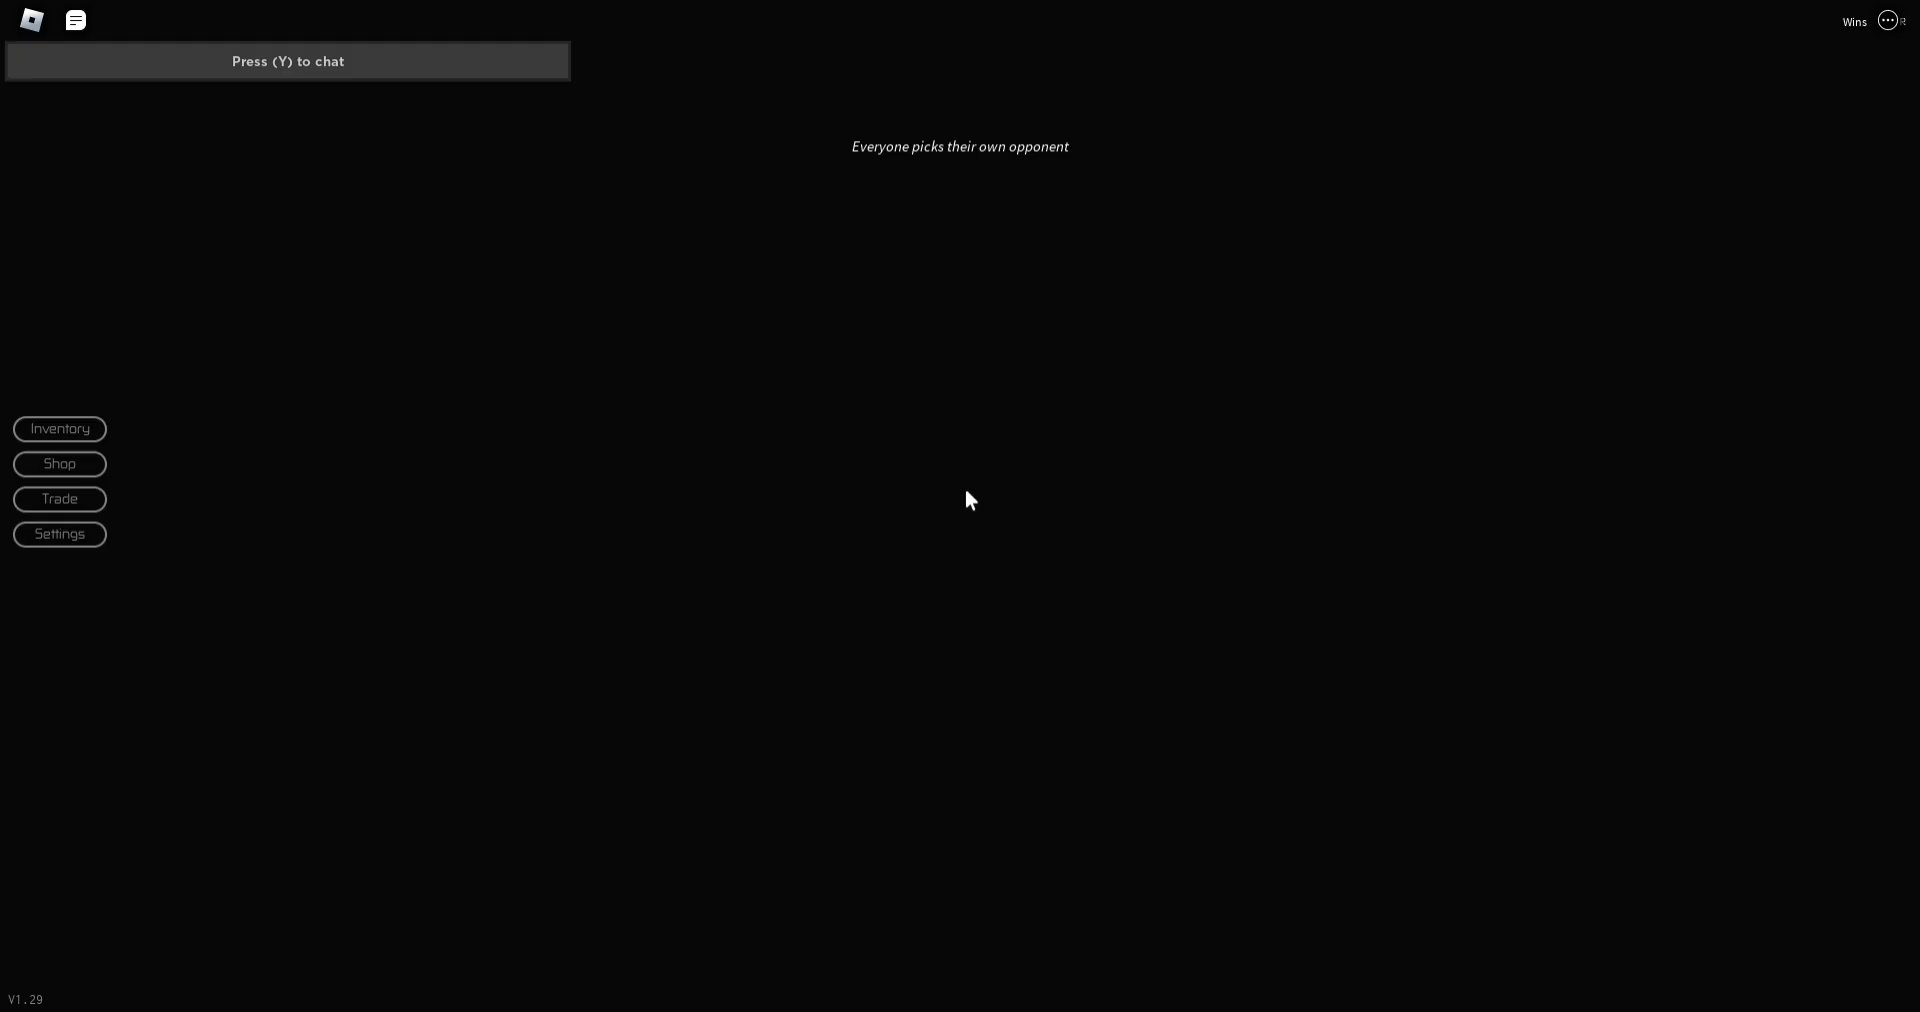 Wins
Press (Y) to chat
Everyone picks their own opponent
Inventory
Shop
Trade
Settings
V1.29